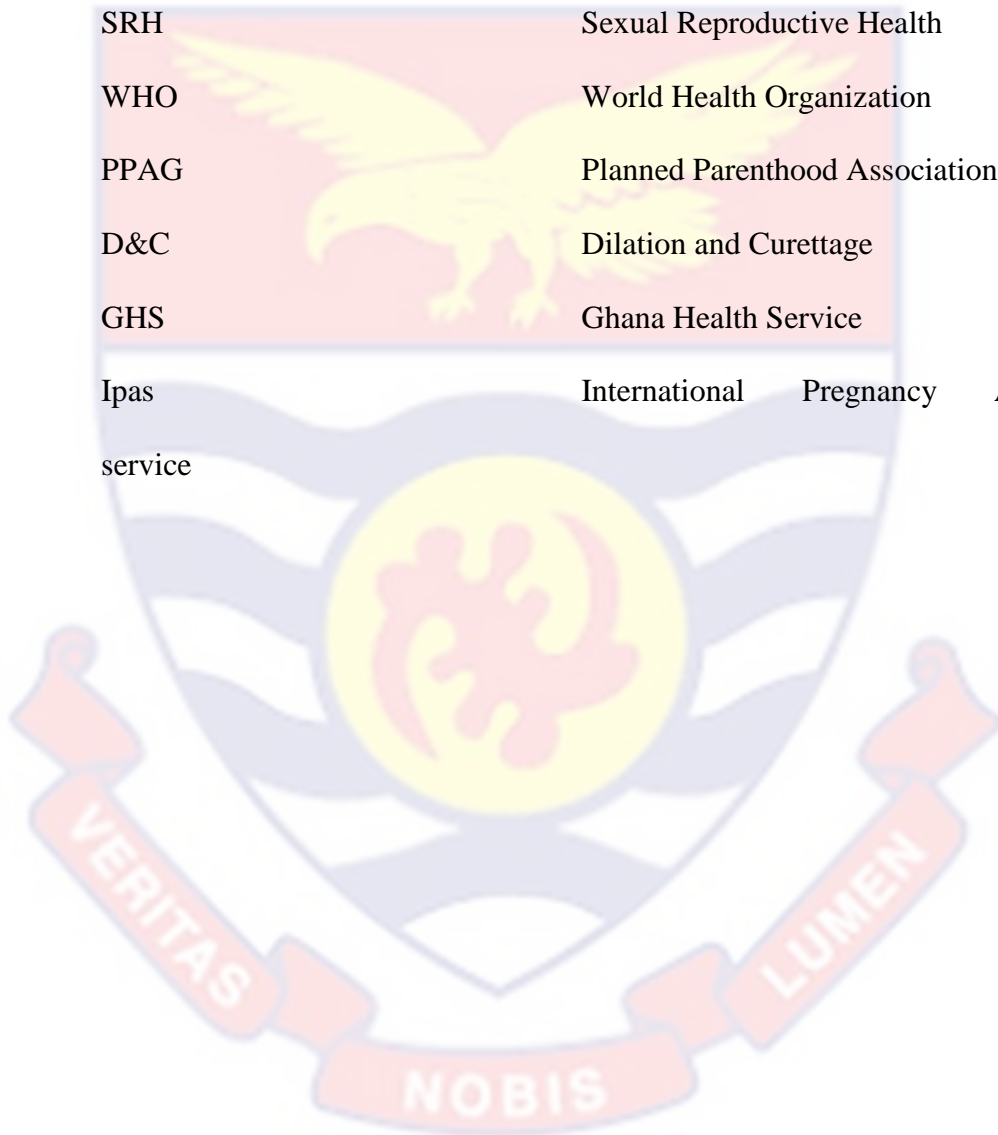 SRH Sexual Reproductive Health
WHO World Health Organization
PPAG Planned Parenthood Association
D&C Dilation and Curettage
GHS Ghana Health Service
Ipas International Pregnancy
service
VERITAS
NOBIS
LUMEN